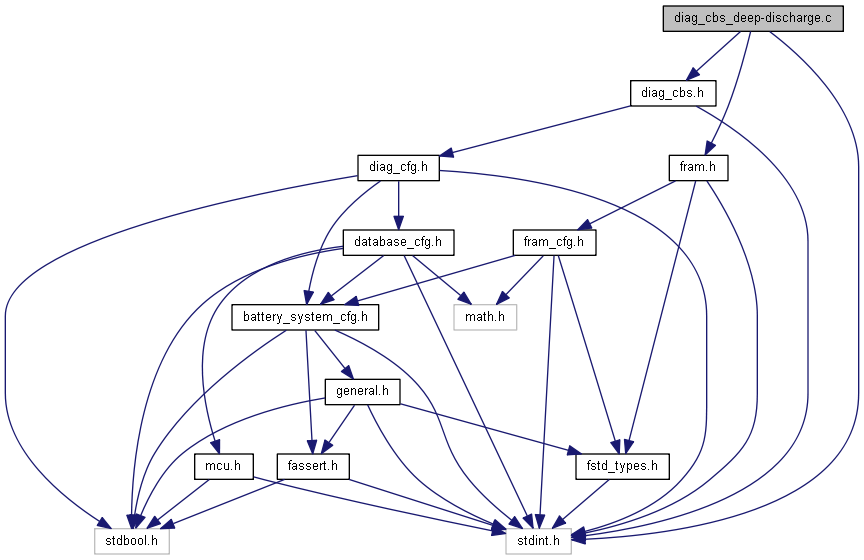 diag_cbs_deep-discharge.c
diag_cbs.h
diag_cfg.h
fram.h
database_cfg.h
fram_cfg.h
battery_system_cfg.h
math.h
general.h
mcu.h
fassert.h
fstd_types.h
stdbool.h
stdint.h